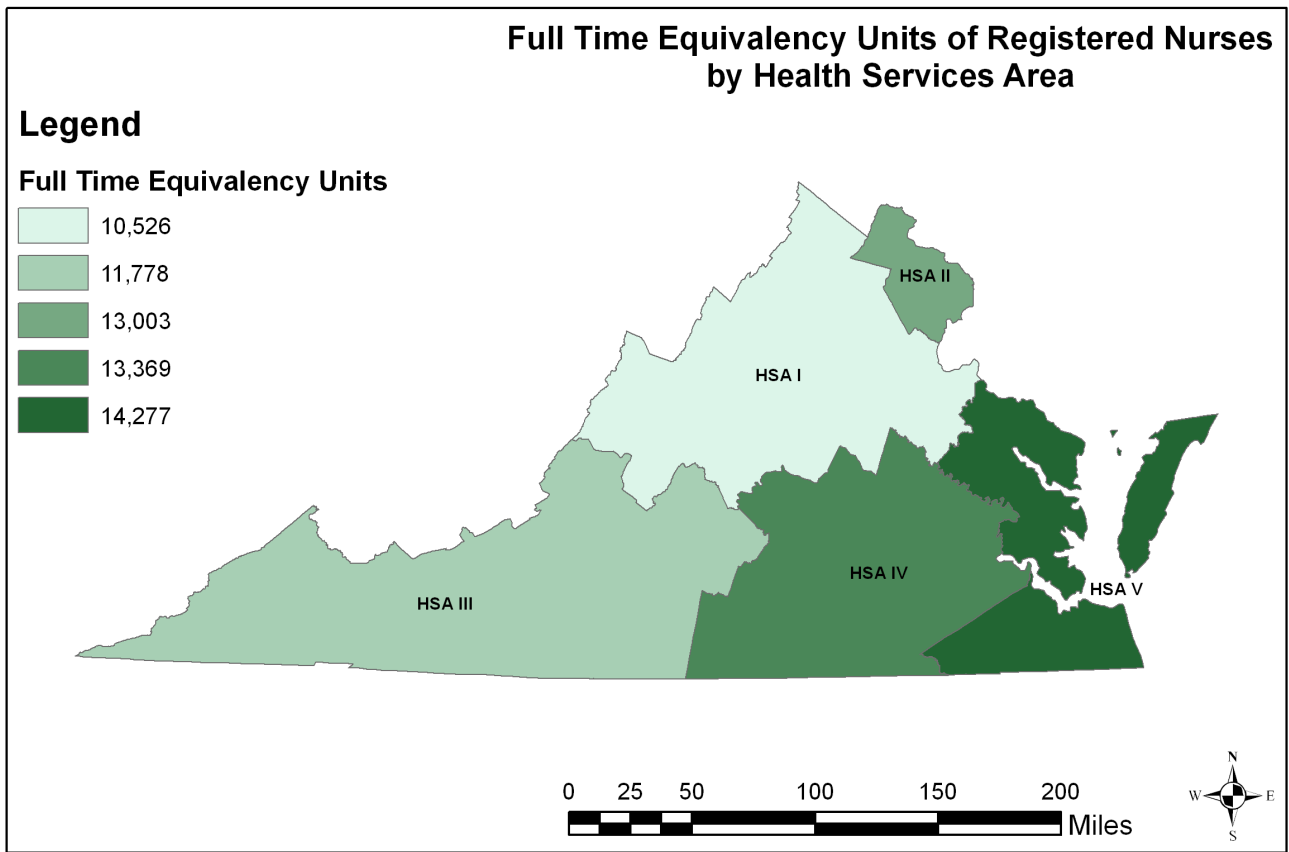 Full Time Equivalency Units of Registered Nurses
by Health Services Area
Legend
Full Time Equivalency Units
10,526
11,778
13,003
13,369
14,277
HSA II
HSA I
HSA IV
HSA V
HSA III
0 25 50 100 150 200
Miles
N
W E
S